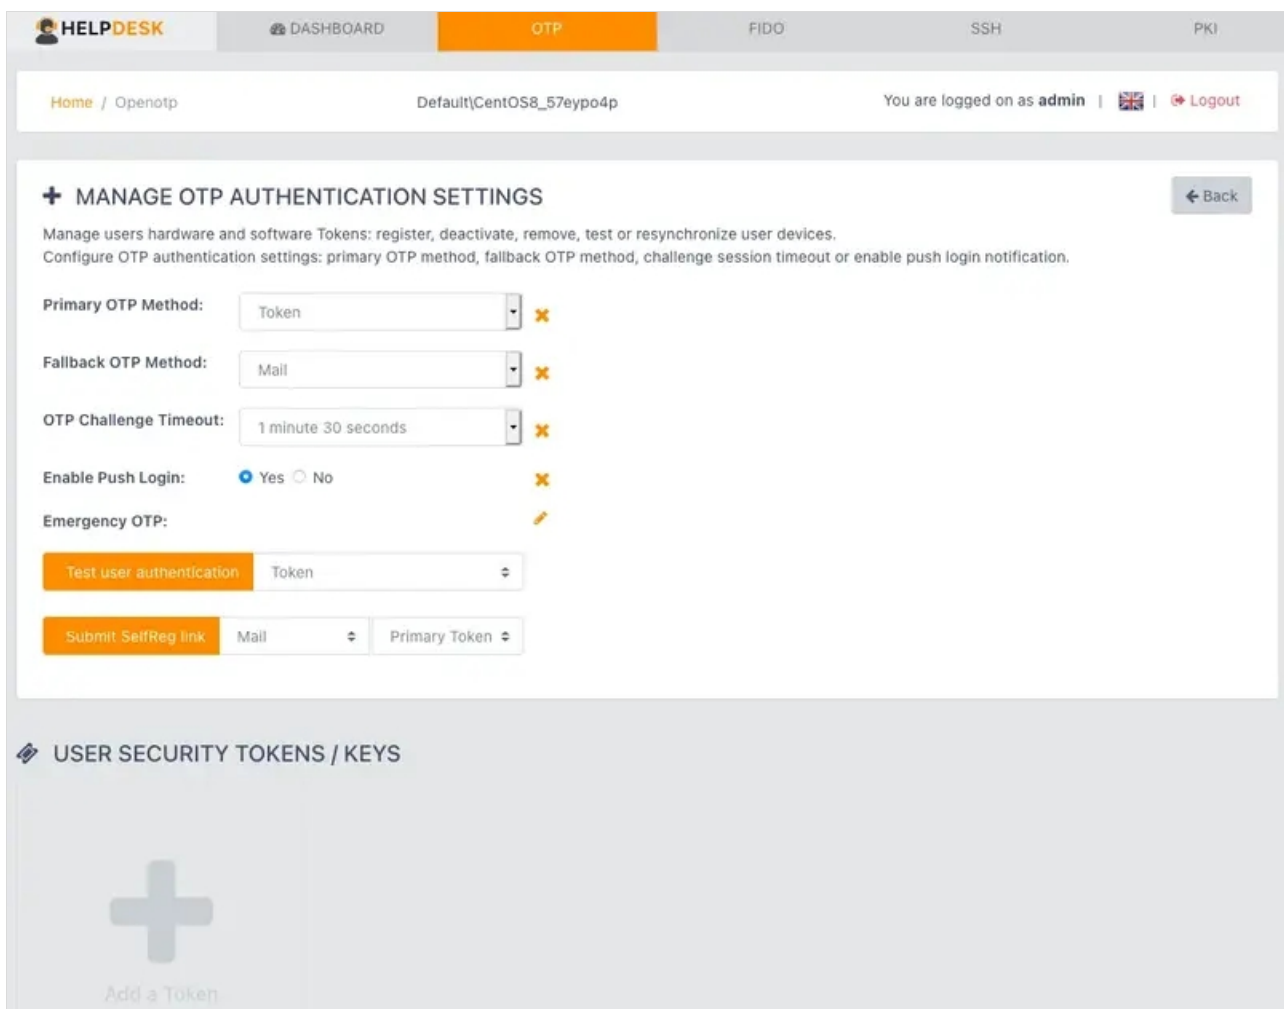 HELPDESK DASHBOARD OTP FIDO SSH PKI
Home / Openotp Default\CentOS8_57eypo4p You are logged on as admin | | Logout
MANAGE OTP AUTHENTICATION SETTINGS Back
Manage users hardware and software Tokens: register, deactivate, remove, test or resynchronize user devices.
Configure OTP authentication settings: primary OTP method, fallback OTP method, challenge session timeout or enable push login notification.
Primary OTP Method: Token
Fallback OTP Method: Mail
OTP Challenge Timeout: 1 minute 30 seconds
Enable Push Login: Yes No
Emergency OTP:
Test user authentication Token
Submit SelfReg link Mail Primary Token
USER SECURITY TOKENS / KEYS
Add a Token